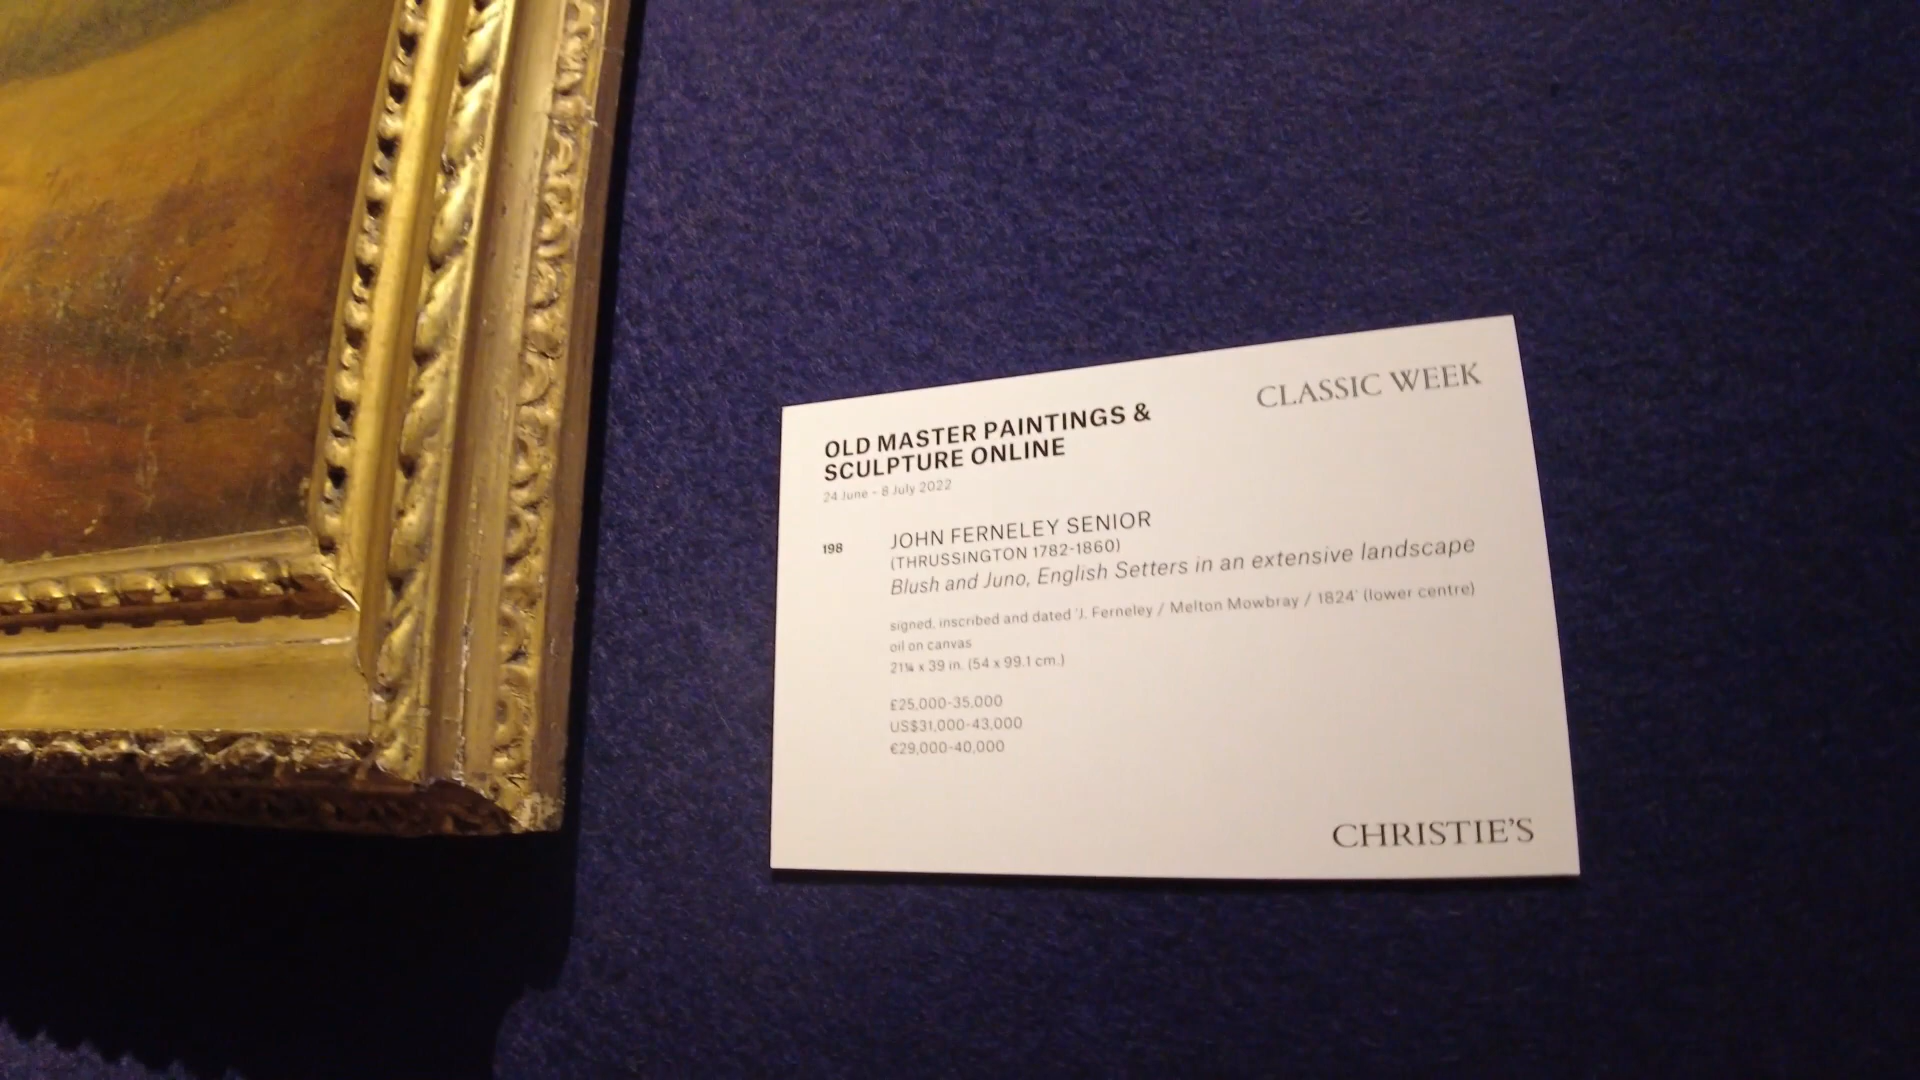 CLASSIC WEEK
OLD MASTER PAINTINGS &
SCULPTURE ONLINE
24 June - 8 July 2022
198
JOHN FERNELEY SENIOR
(THRUSSINGTON 1782-1860)
Blush and Juno, English Setters in an extensive landscape
signed, inscribed and dated 'J. Ferneley / Melton Mowbray / 1824' (lower centre)
oil on canvas
21¼ x 39 in. (54 x 99.1 cm.)
£25,000-35,000
US$31,000-43,000
€29,000-40,000
CHRISTIE'S